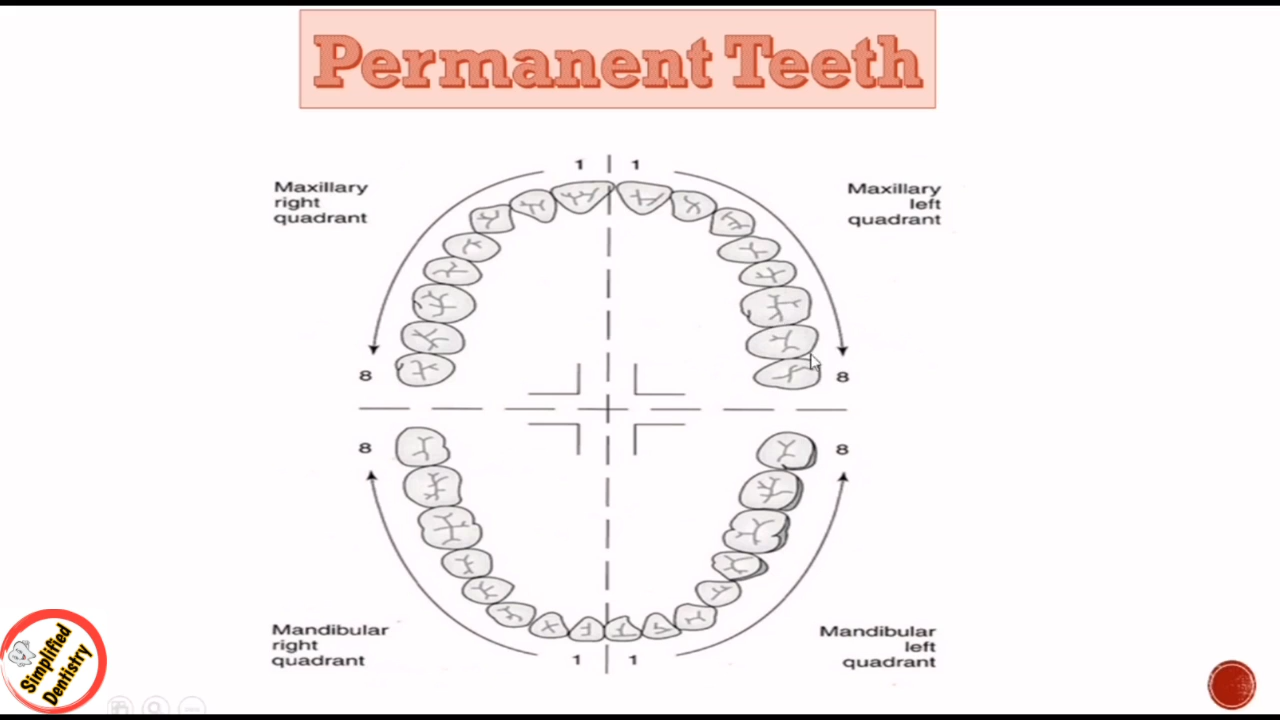 Permanent Teeth
1 1
Maxillary
right
quadrant
Maxillary
left
quadrant
8 8
8 8
Mandibular
right
quadrant
Mandibular
left
quadrant
1 1
Simplified
Dentistry